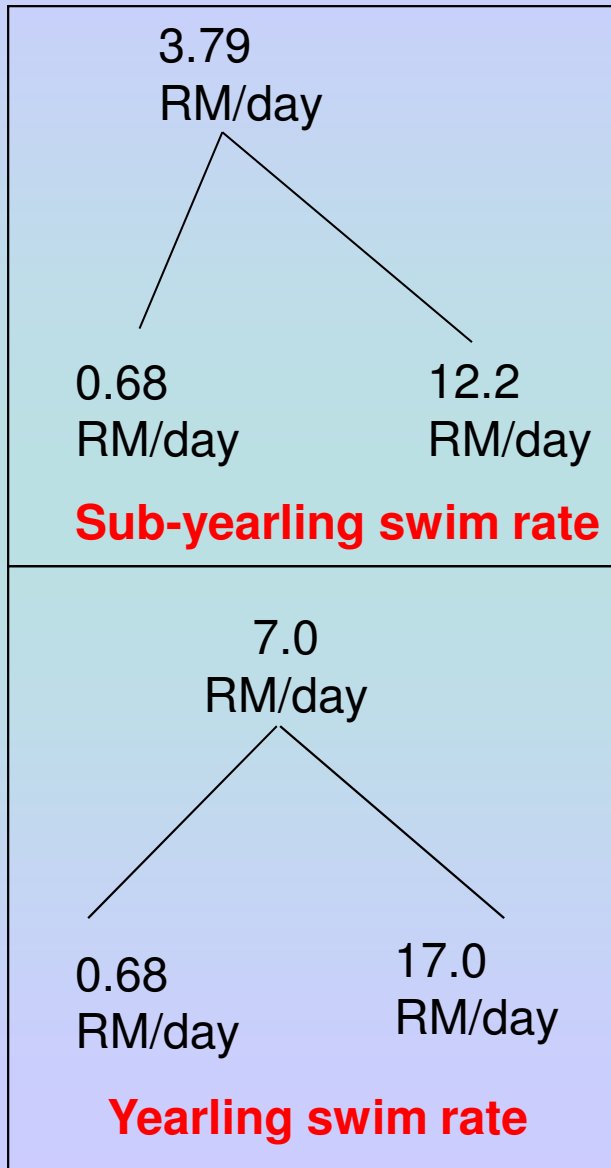 3.79
RM/day
0.68
RM/day
12.2
RM/day
Sub-yearling swim rate
7.0
RM/day
0.68
RM/day
17.0
RM/day
Yearling swim rate